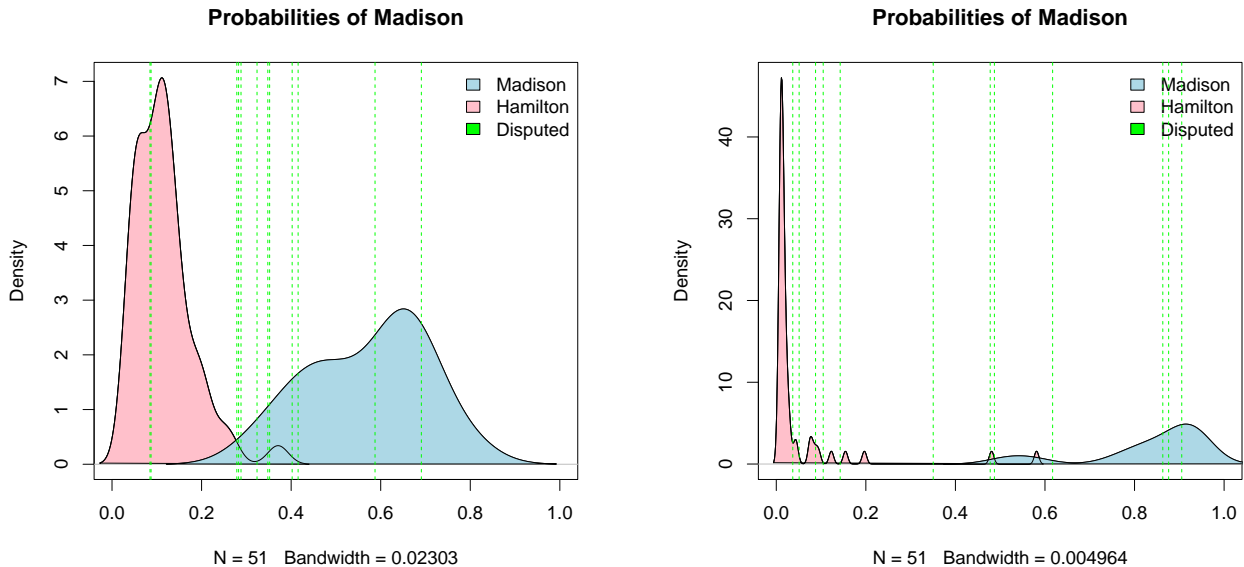 Probabilities of Madison
Density
0 1 2 3 4 5 6 7
Madison
Hamilton
Disputed
0.0 0.2 0.4 0.6 0.8 1.0
N = 51 Bandwidth = 0.02303
Probabilities of Madison
Density
0 10 20 30 40
Madison
Hamilton
Disputed
0.0 0.2 0.4 0.6 0.8 1.0
N = 51 Bandwidth = 0.004964